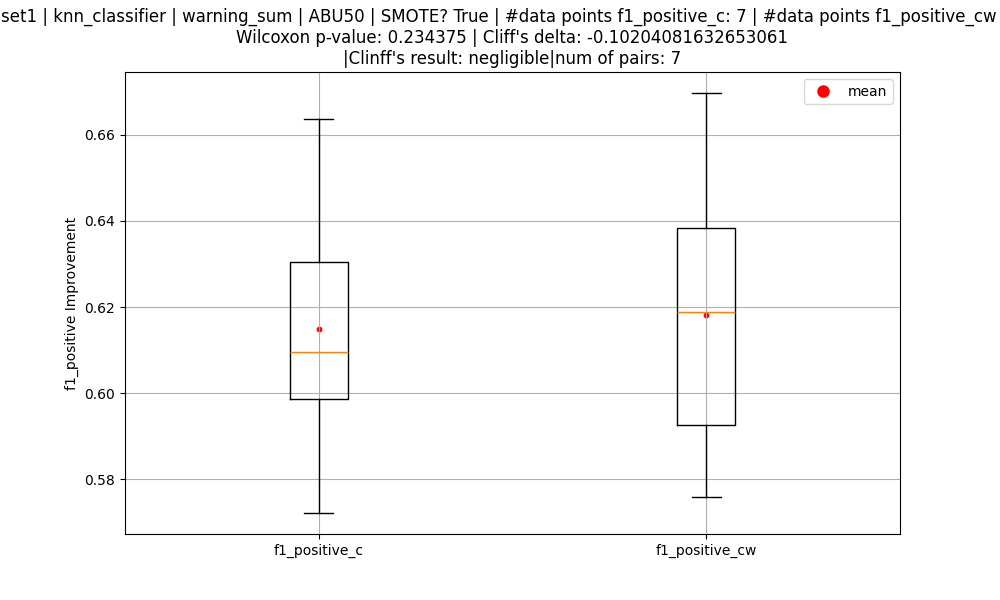 set1 | knn_classifier | warning_sum | ABU50 | SMOTE? True | #data points f1_positive_c: 7 | #data points f1_positive_cw
Wilcoxon p-value: 0.234375 | Cliff's delta: -0.10204081632653061
|Clinff's result: negligible|num of pairs: 7
mean
0.66
0.64
0.62
0.60
0.58
f1_positive Improvement
f1_positive_c
f1_positive_cw